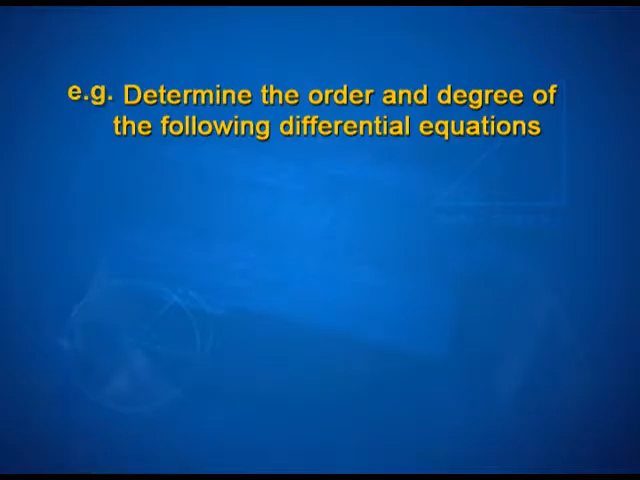 e.g. Determine the order and degree of
the following differential equations